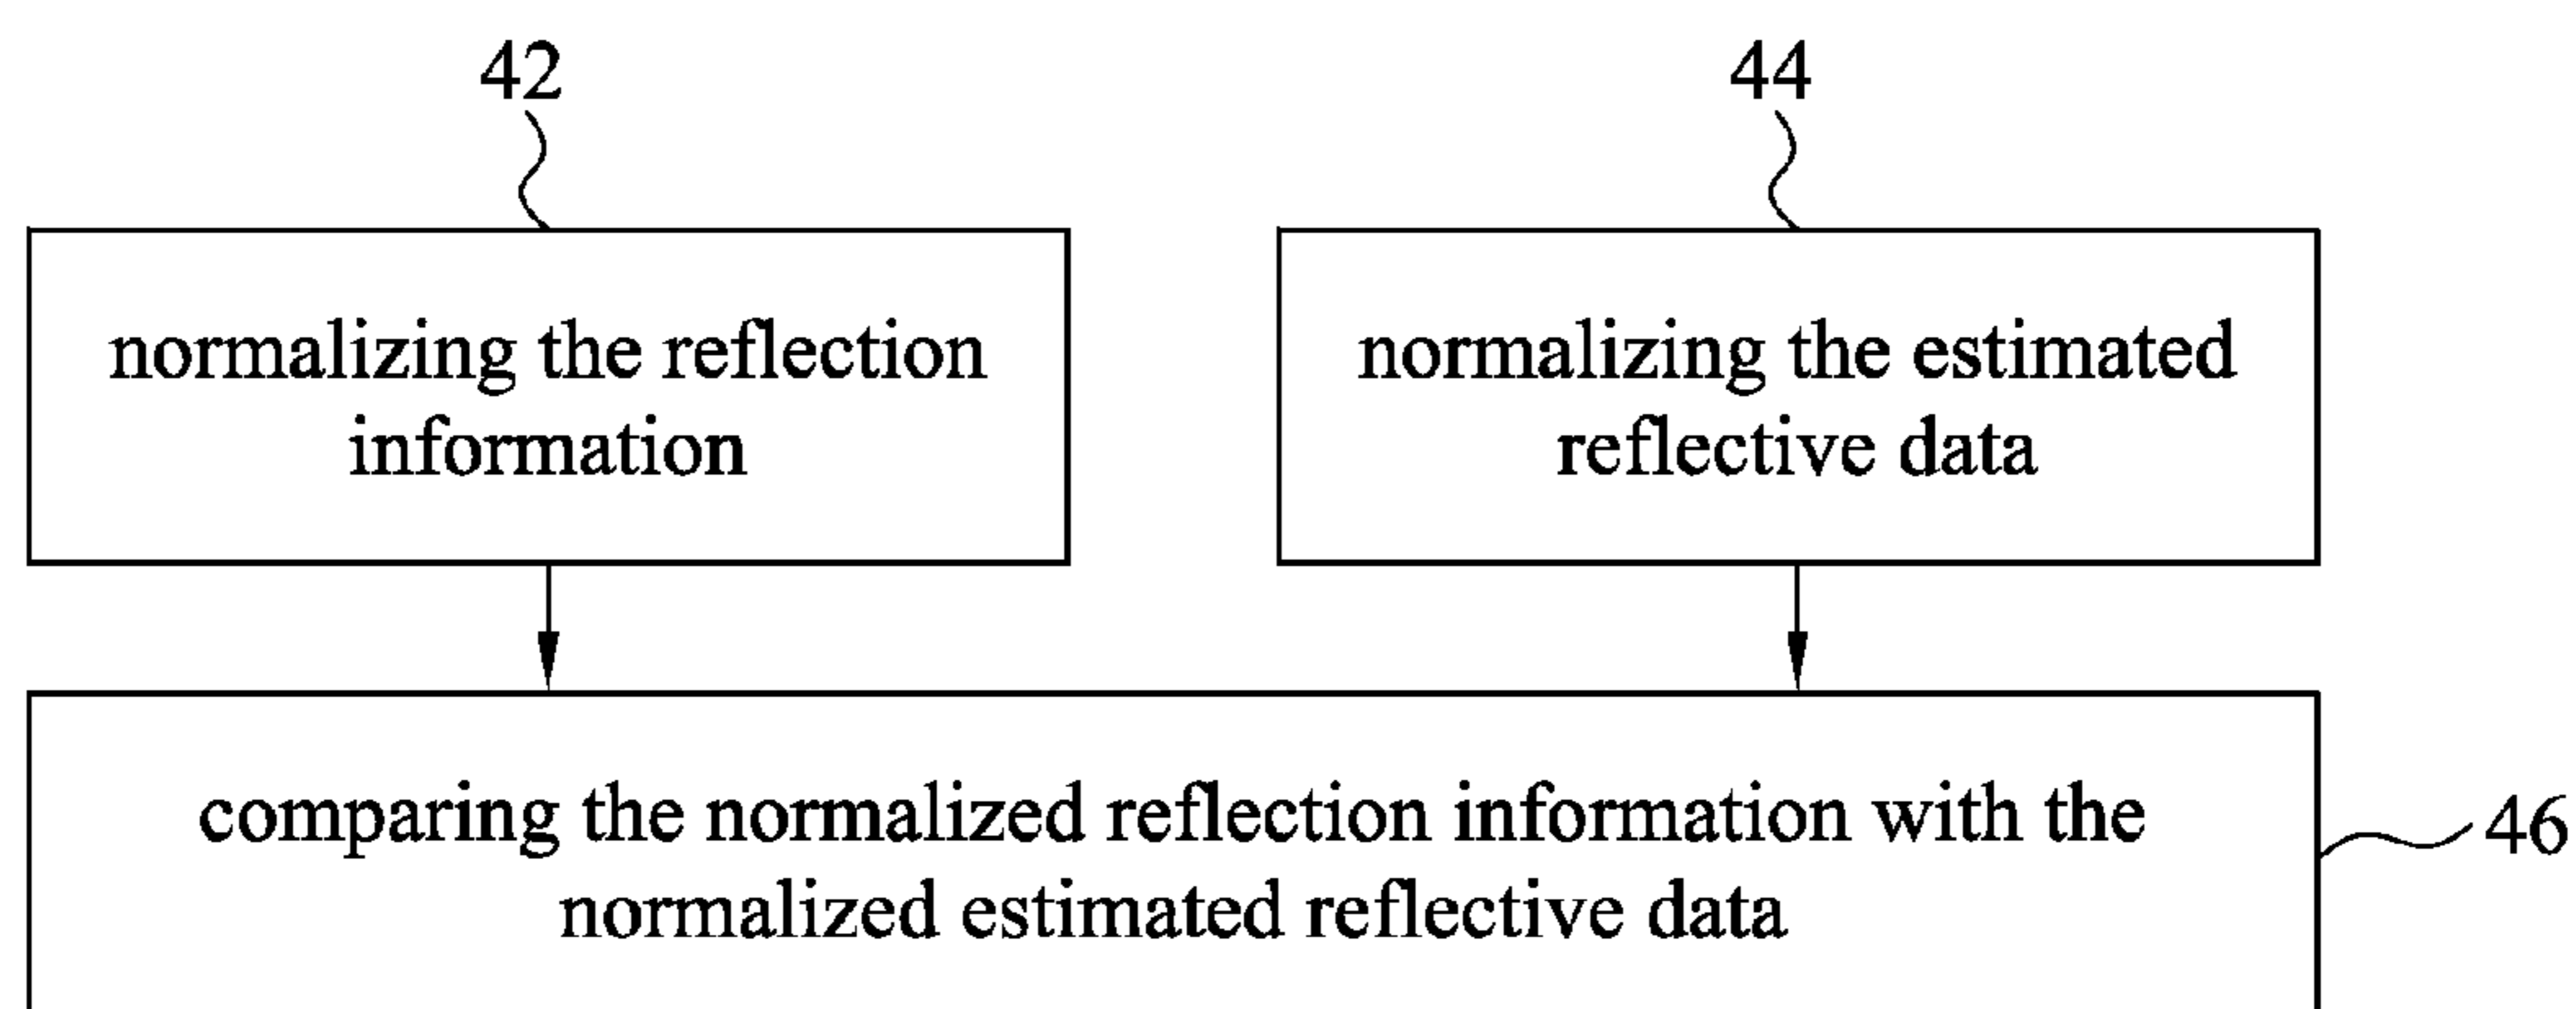 42
44
normalizing the reflection
information
normalizing the estimated
reflective data
comparing the normalized reflection information with the
normalized estimated reflective data
46